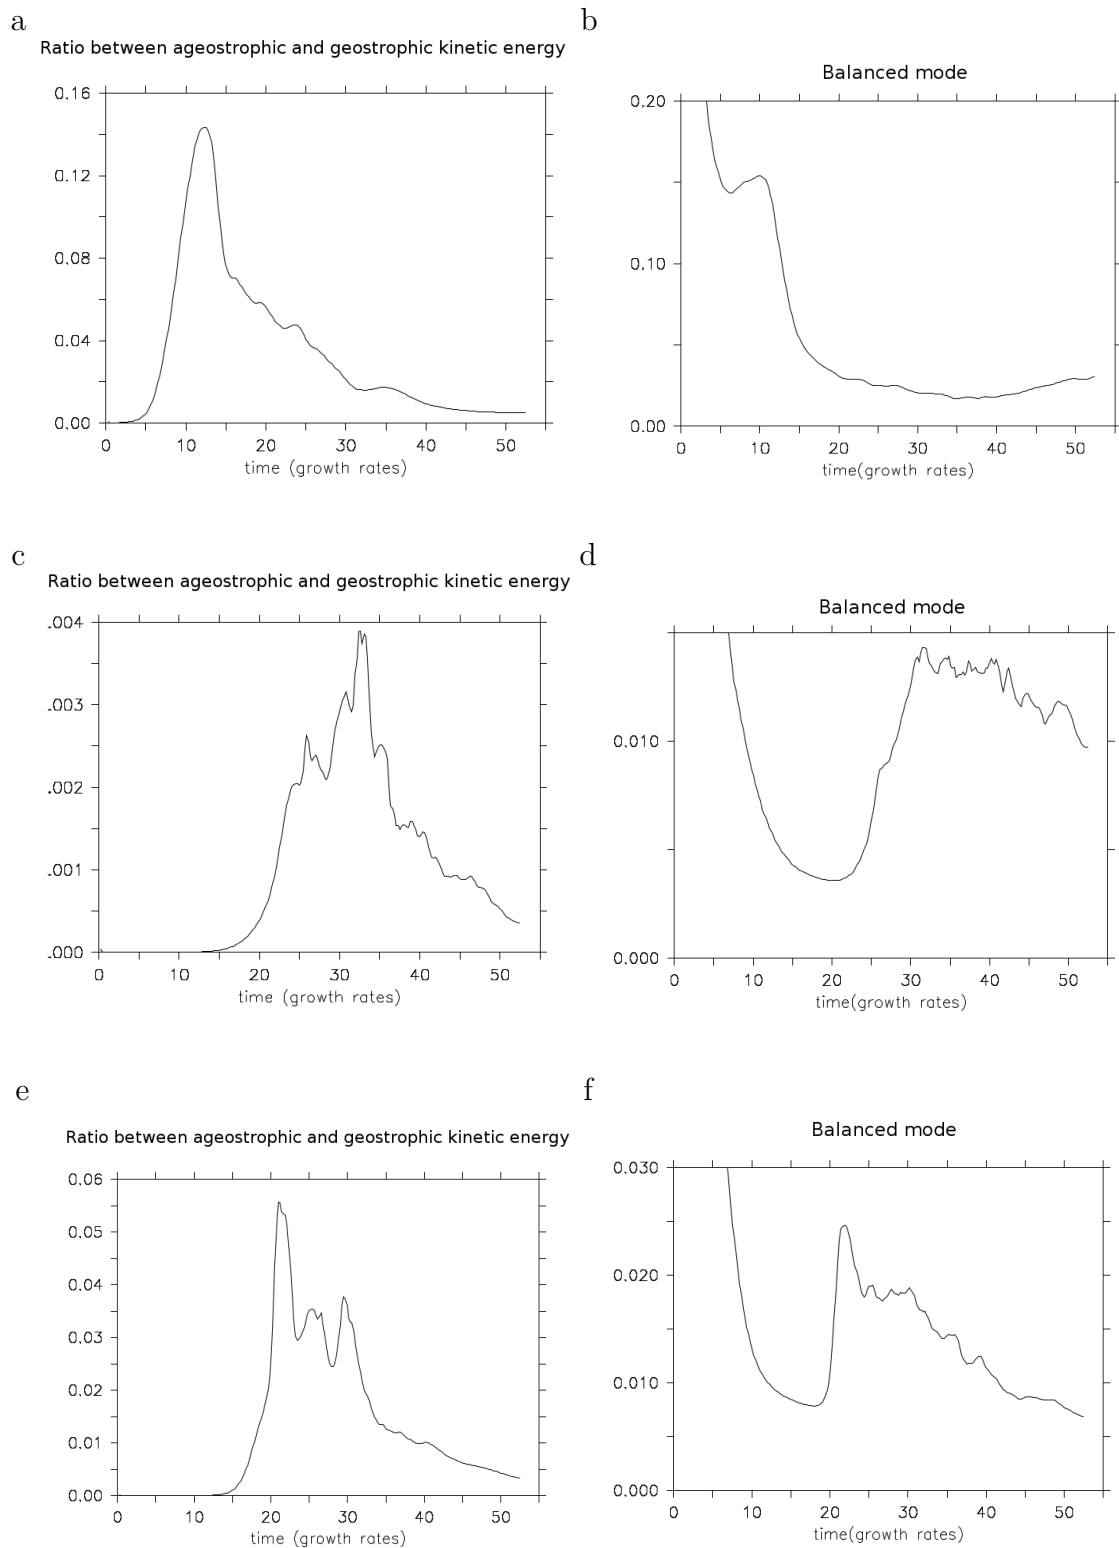 a
Ratio between ageostrophic and geostrophic kinetic energy
0.16
0.12
0.08
0.04
0.00
0 10 20 30 40 50
time (growth rates)
b
Balanced mode
0.20
0.10
0.00
0 10 20 30 40 50
time(growth rates)
c
Ratio between ageostrophic and geostrophic kinetic energy
.004
.003
.002
.001
.000
0 10 20 30 40 50
time (growth rates)
d
Balanced mode
0.010
0.000
0 10 20 30 40 50
time(growth rates)
e
Ratio between ageostrophic and geostrophic kinetic energy
0.06
0.05
0.04
0.03
0.02
0.01
0.00
0 10 20 30 40 50
time (growth rates)
f
Balanced mode
0.030
0.020
0.010
0.000
0 10 20 30 40 50
time(growth rates)